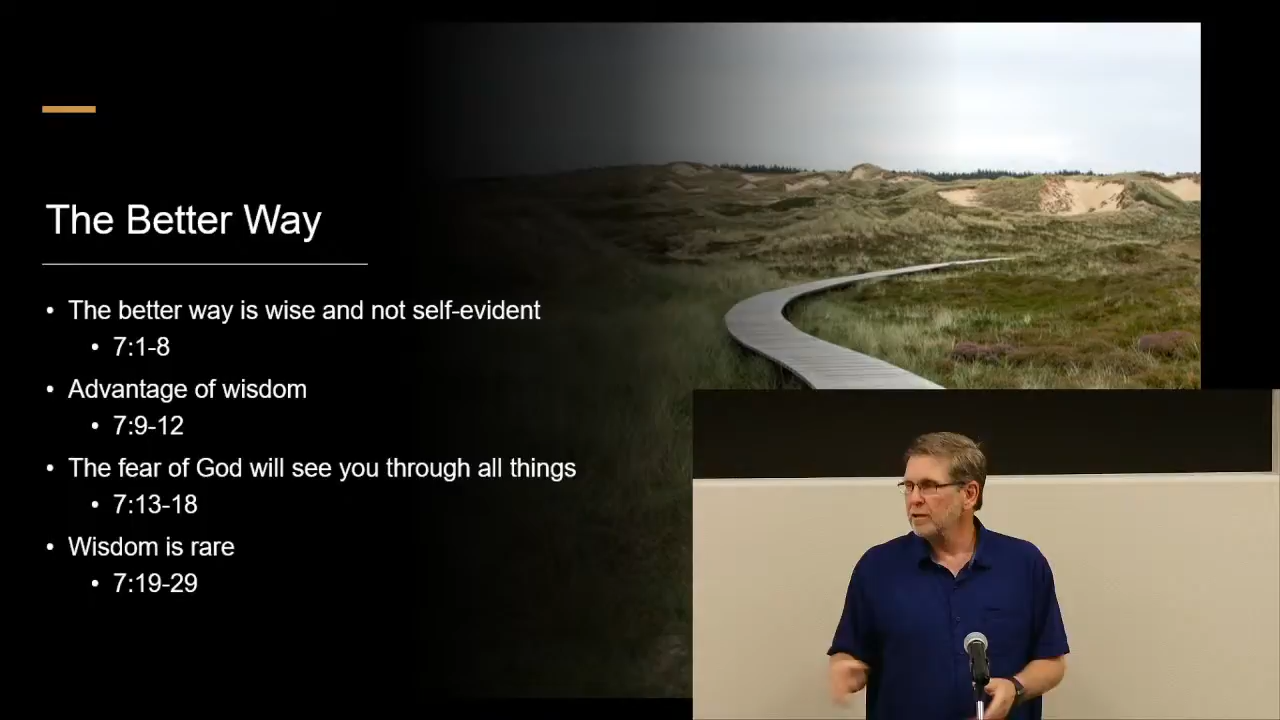 The Better Way
• The better way is wise and not self-evident
• 7:1-8
• Advantage of wisdom
• 7:9-12
• The fear of God will see you through all things
• 7:13-18
• Wisdom is rare
• 7:19-29